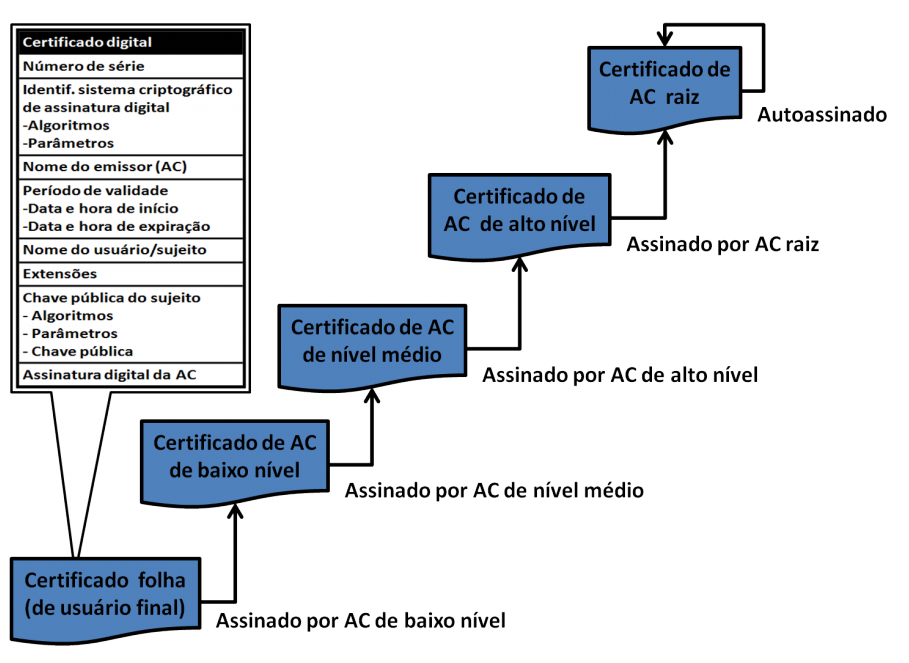 Certificado digital
Número de série
Identif. sistema criptográfico
de assinatura digital
-Algoritmos
-Parâmetros
Nome do emissor (AC)
Período de validade
-Data e hora de início
-Data e hora de expiração
Nome do usuário/sujeito
Extensões
Chave pública do sujeito
- Algoritmos
- Parâmetros
- Chave pública
Assinatura digital da AC
Certificado de
AC raiz
Autoassinado
Certificado de
AC de alto nível
Assinado por AC raiz
Certificado de AC
de nível médio
Assinado por AC de alto nível
Certificado de AC
de baixo nível
Assinado por AC de nível médio
Certificado folha
(de usuário final)
Assinado por AC de baixo nível